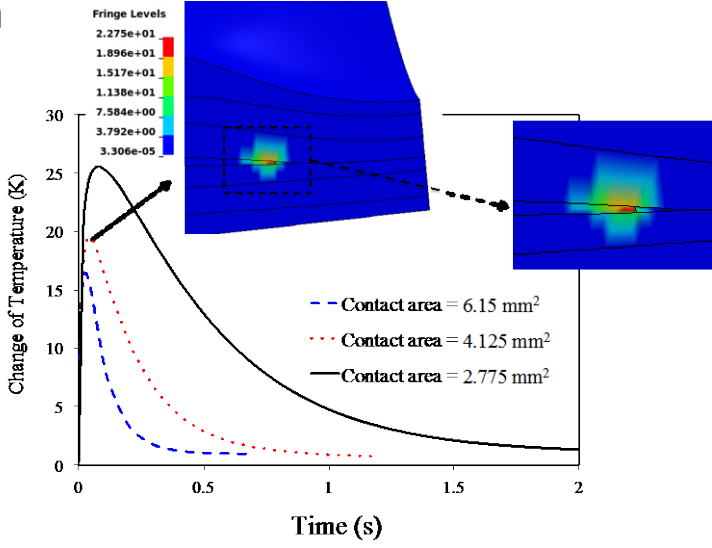 Fringe Levels
2.275e+01
1.896e+01
1.517e+01
1.138e+01
7.584e+00
3.792e+00
3.306e-05
30
25
20
15
10
5
0
Change of Temperature (K)
Contact area = 6.15 mm²
Contact area = 4.125 mm²
Contact area = 2.775 mm²
0 0.5 1 1.5 2
Time (s)